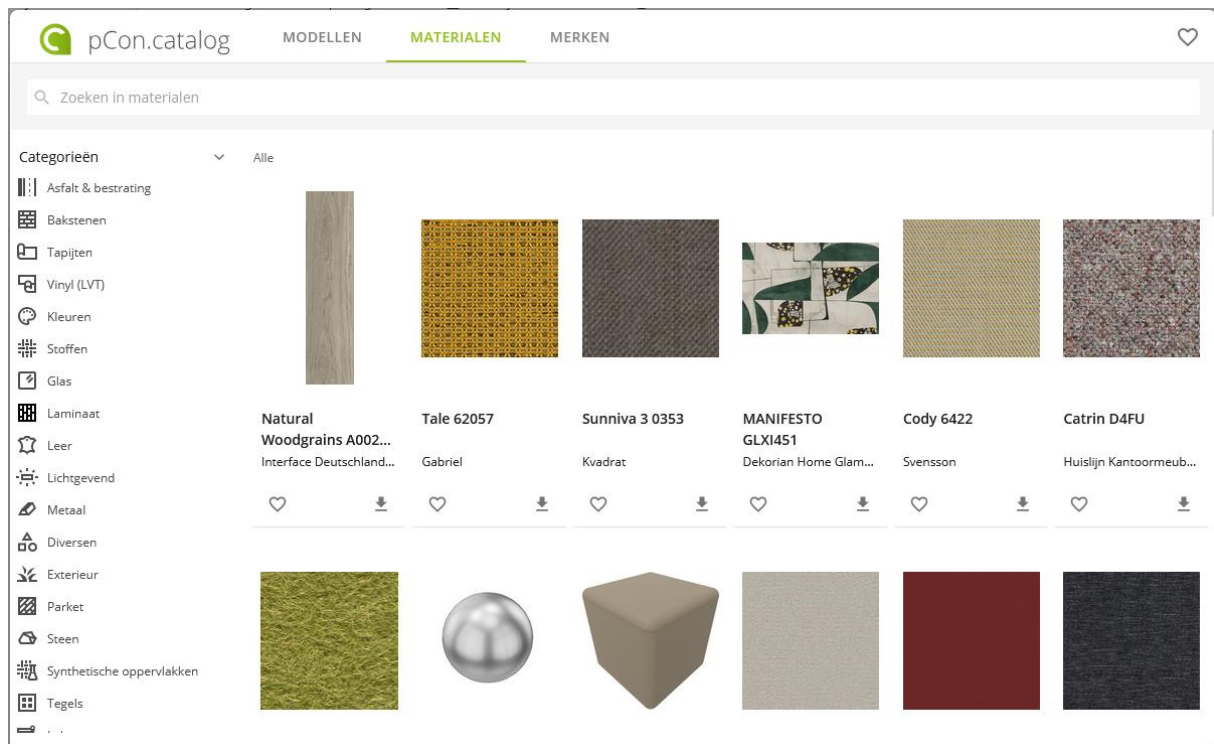 pCon.catalog
MODELLEN
MATERIALEN
MERKEN
Zoeken in materialen
Categorieën
Alle
Asfalt & bestrating
Bakstenen
Tapijten
Vinyl (LVT)
Kleuren
Stoffen
Glas
Laminaat
Leer
Lichtgevend
Metaal
Diversen
Exterieur
Parket
Steen
Synthetische oppervlakken
Tegels
Natural
Woodgrains A002...
Interface Deutschland...
Tale 62057
Gabriel
Sunniva 3 0353
Kvadrat
MANIFESTO
GLXI451
Dekorian Home Glam...
Cody 6422
Svensson
Catrin D4FU
Huislijn Kantoormeub...